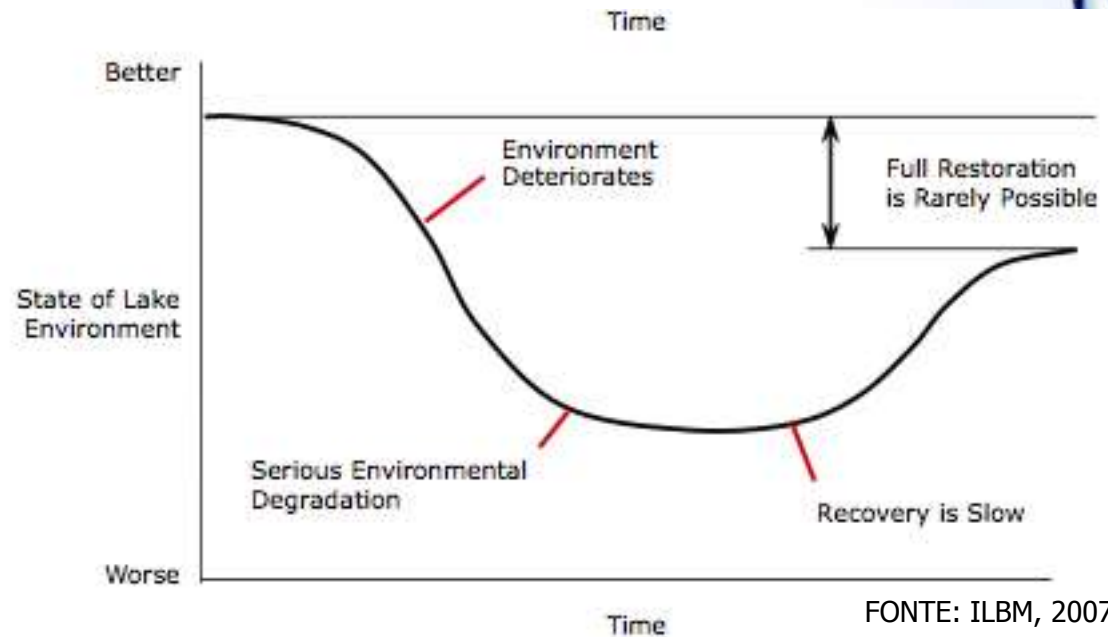 Time
Better
Environment
Deteriorates
Full Restoration
is Rarely Possible
State of Lake
Environment
Serious Environmental
Degradation
Recovery is Slow
Worse
Time
FONTE: ILBM, 2007